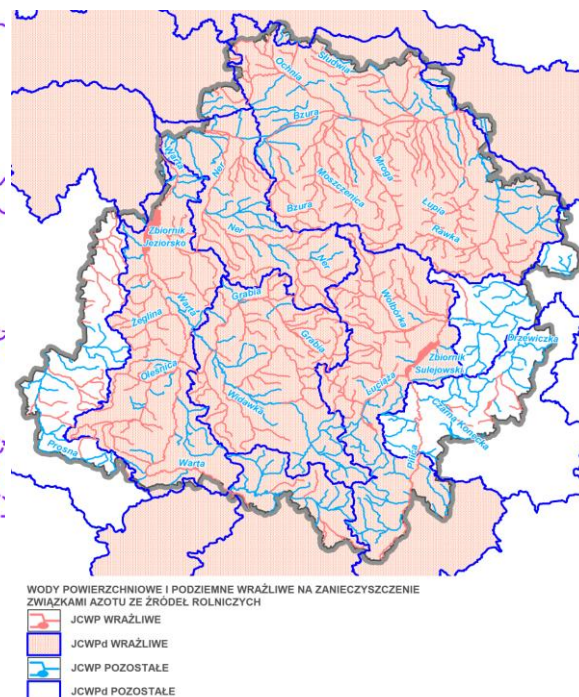 Słudwia
Ochnia
Bzura
Warta
Ner
Moszczenica
Mroga
Bzura
Łupia
Rawka
Ner
Zbiornik
Jeziorsko
Ner
Grabia
Wolbórka
Warta
Żeglina
Grabia
Drzewiczka
Zbiornik
Sulejowski
Oleśnica
Luciąża
Widawka
Czarna-Konecka
Prosna
Warta
Pilica
WODY POWIERZCHNIOWE I PODZIEMNE WRAŻLIWE NA ZANIECZYSZCZENIE
ZWIĄZKAMI AZOTU ZE ŹRÓDEŁ ROLNICZYCH
JCWP WRAŻLIWE
JCWPd WRAŻLIWE
JCWP POZOSTAŁE
JCWPd POZOSTAŁE